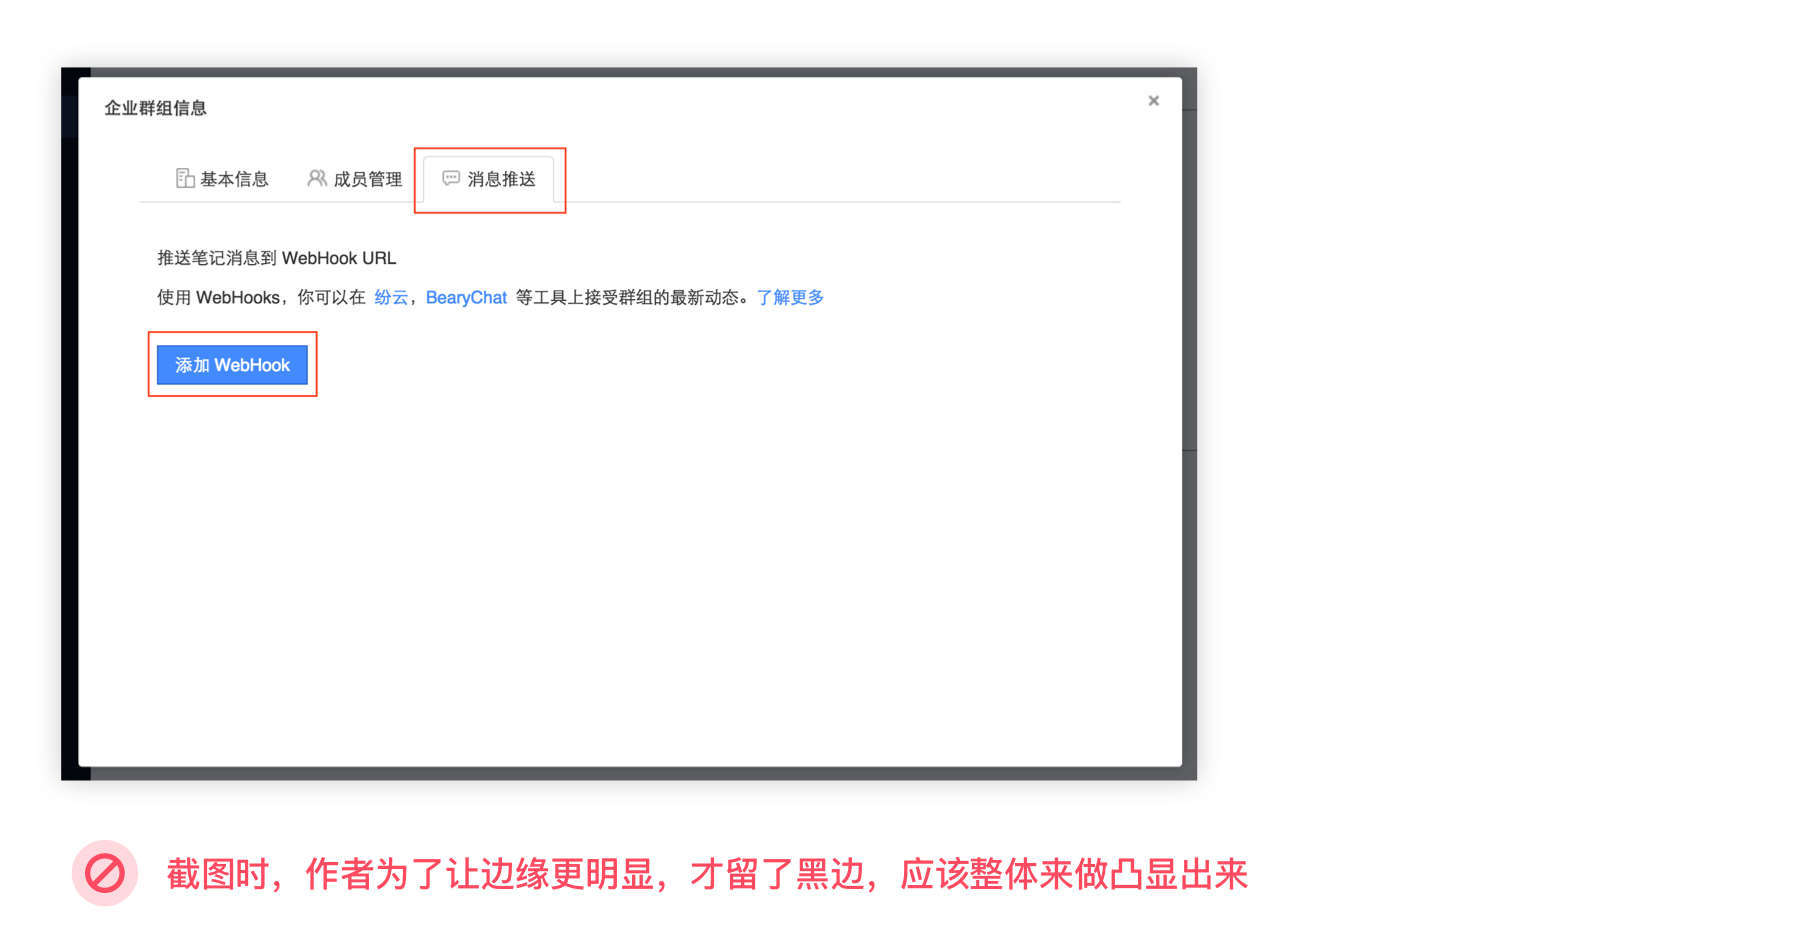 企业群组信息
基本信息 成员管理 消息推送
推送笔记消息到 WebHook URL
使用 WebHooks，你可以在 纷云，BearyChat 等工具上接受群组的最新动态。了解更多
添加 WebHook
截图时，作者为了让边缘更明显，才留了黑边，应该整体来做凸显出来